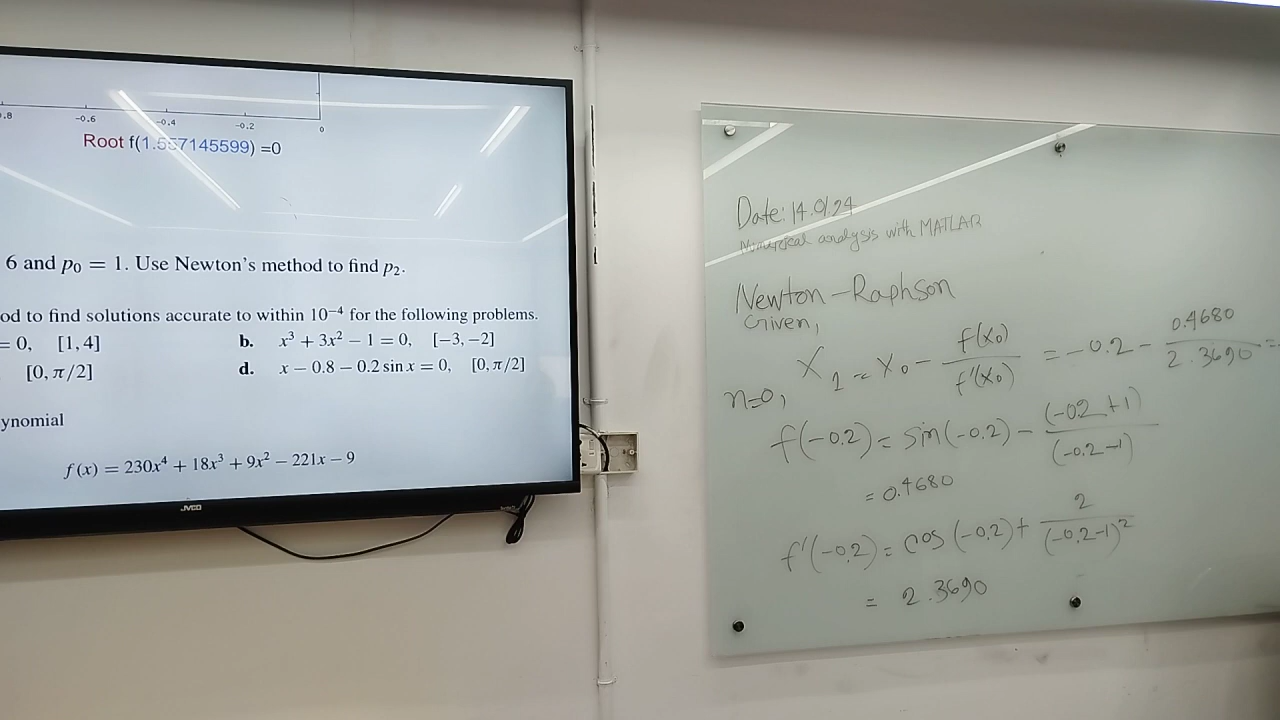 .8 -0.6 -0.4 -0.2 0
Root f(1.557145599) =0
6 and p₀ = 1. Use Newton's method to find p₂.
od to find solutions accurate to within 10⁻⁴ for the following problems.
= 0, [1, 4] b. x³ + 3x² − 1 = 0, [−3, −2]
[0, π/2] d. x − 0.8 − 0.2 sin x = 0, [0, π/2]
ynomial
f(x) = 230x⁴ + 18x³ + 9x² − 221x − 9
JVCO
Date: 14.01.24
Numerical analysis with MATLAB
Newton-Raphson
Given,
n=0, X₁ = X₀ − f(X₀)/f'(X₀) = −0.2 − 0.4680/2.3690 =
f(−0.2) = sin(−0.2) − (−0.2+1)/(−0.2−1)
= 0.4680
f'(−0.2) = cos(−0.2) + 2/(−0.2−1)²
= 2.3690